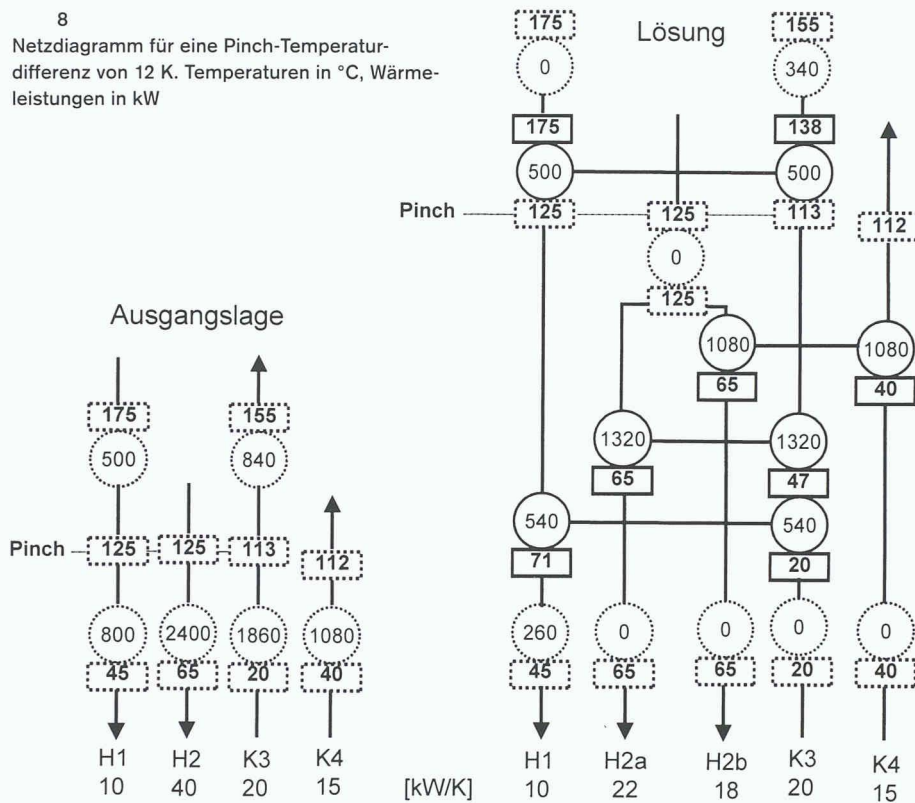 8
Netzdiagramm für eine Pinch-Temperatur-
differenz von 12 K. Temperaturen in °C, Wärme-
leistungen in kW
Lösung
175 155
0 340
175 138
500 500
Pinch 125 125 113 112
0
125
1080 1080
65 40
1320 1320
65 47
540 540
71 20
260 0 0 0 0
45 65 65 20 40
H1 H2a H2b K3 K4
[kW/K] 10 22 18 20 15
Ausgangslage
175 155
500 840
Pinch 125 125 113 112
800 2400 1860 1080
45 65 20 40
H1 H2 K3 K4
10 40 20 15